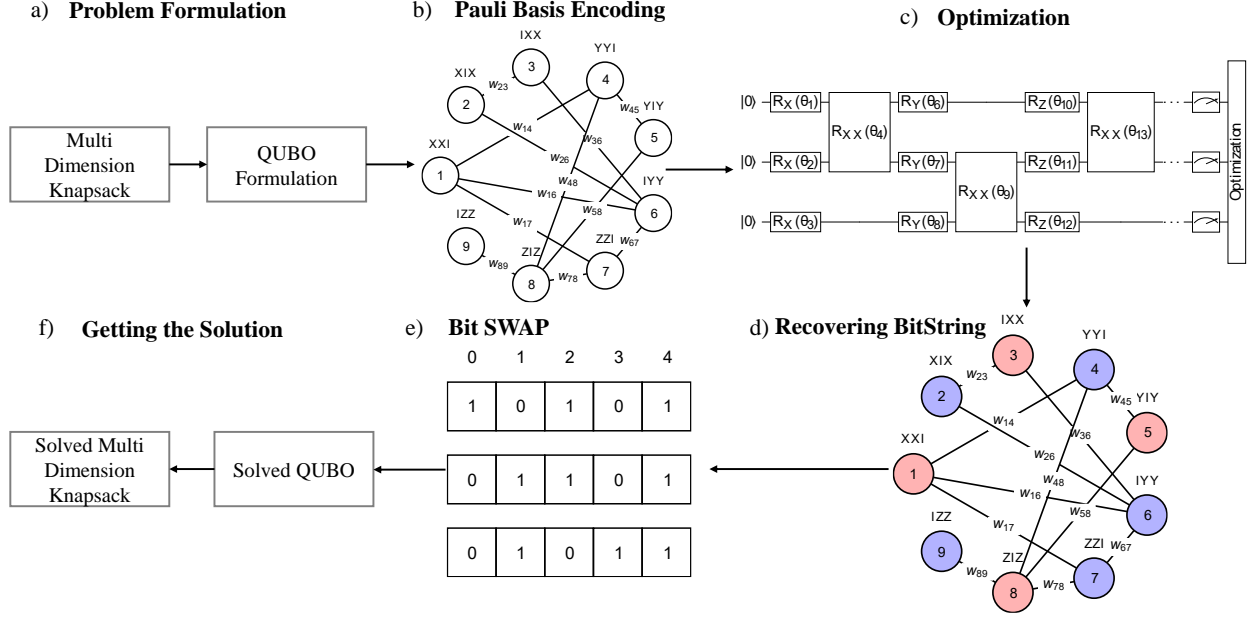 a) Problem Formulation
Multi
Dimension
Knapsack
QUBO
Formulation
b) Pauli Basis Encoding
IXX
3
YYI
4
XIX
2
w23
w45
YIY
5
w14
w36
XXI
1
w26
w48
IYY
6
w16
w58
w17
w67
IZZ
9
ZIZ
8
ZZI
7
w89
w78
c) Optimization
|0⟩ RX(θ1) RXX(θ4) RY(θ6) RZ(θ10) RXX(θ13) ···
|0⟩ RX(θ2) RY(θ7) RXX(θ9) RZ(θ11) ···
|0⟩ RX(θ3) RY(θ8) RZ(θ12) ···
Optimization
d) Recovering BitString
IXX
3
YYI
4
XIX
2
w23
w45
YIY
5
w14
w36
XXI
1
w26
w48
IYY
6
w16
w58
w17
w67
IZZ
9
ZIZ
8
ZZI
7
w89
w78
e) Bit SWAP
0 1 2 3 4
1 0 1 0 1
0 1 1 0 1
0 1 0 1 1
f) Getting the Solution
Solved Multi
Dimension
Knapsack
Solved QUBO